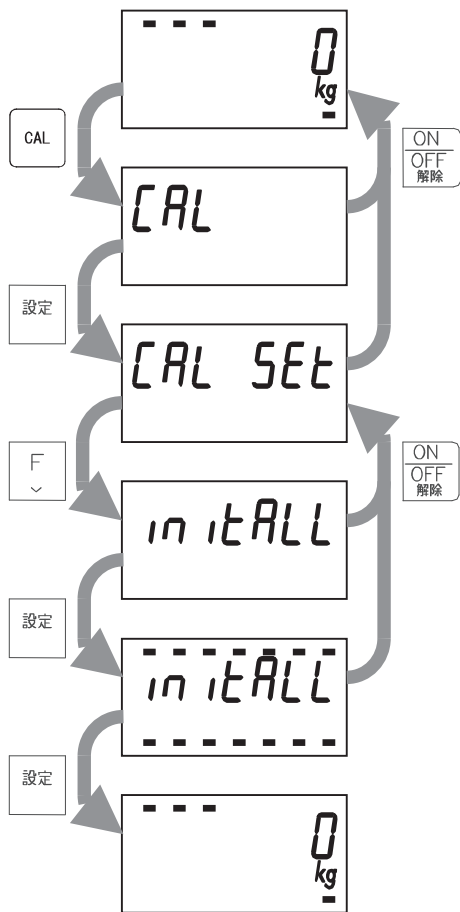 0
kg
CAL
ON
OFF
解除
CAL
設定
CAL SEt
F
ON
OFF
解除
initALL
設定
initALL
設定
0
kg